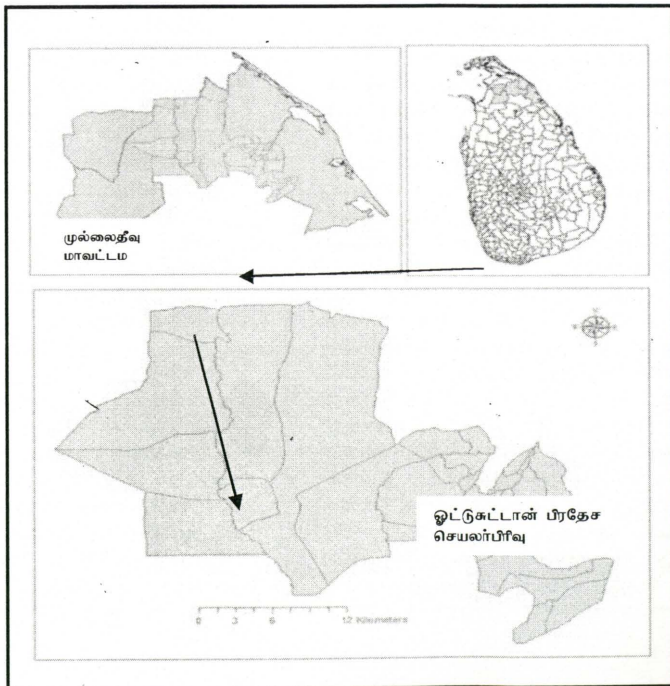 முல்லைதீவு
மாவட்டம
N
W E
S
ஓட்டுசுட்டான் பிரதேச
செயலர்பிரிவு
0 3 6 12 Kilometers